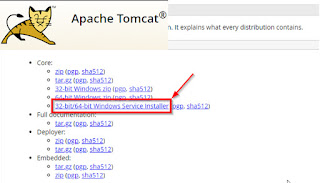 Apache Tomcat®
n. It explains what every distribution contains.
Core:
zip (pgp, sha512)
tar.gz (pgp, sha512)
32-bit Windows zip (pgp, sha512)
64-bit Windows zip (pgp, sha512)
32-bit/64-bit Windows Service Installer (pgp, sha512)
Full documentation:
tar.gz (pgp, sha512)
Deployer:
zip (pgp, sha512)
tar.gz (pgp, sha512)
Embedded:
tar.gz (pgp, sha512)
zip (pgp, sha512)